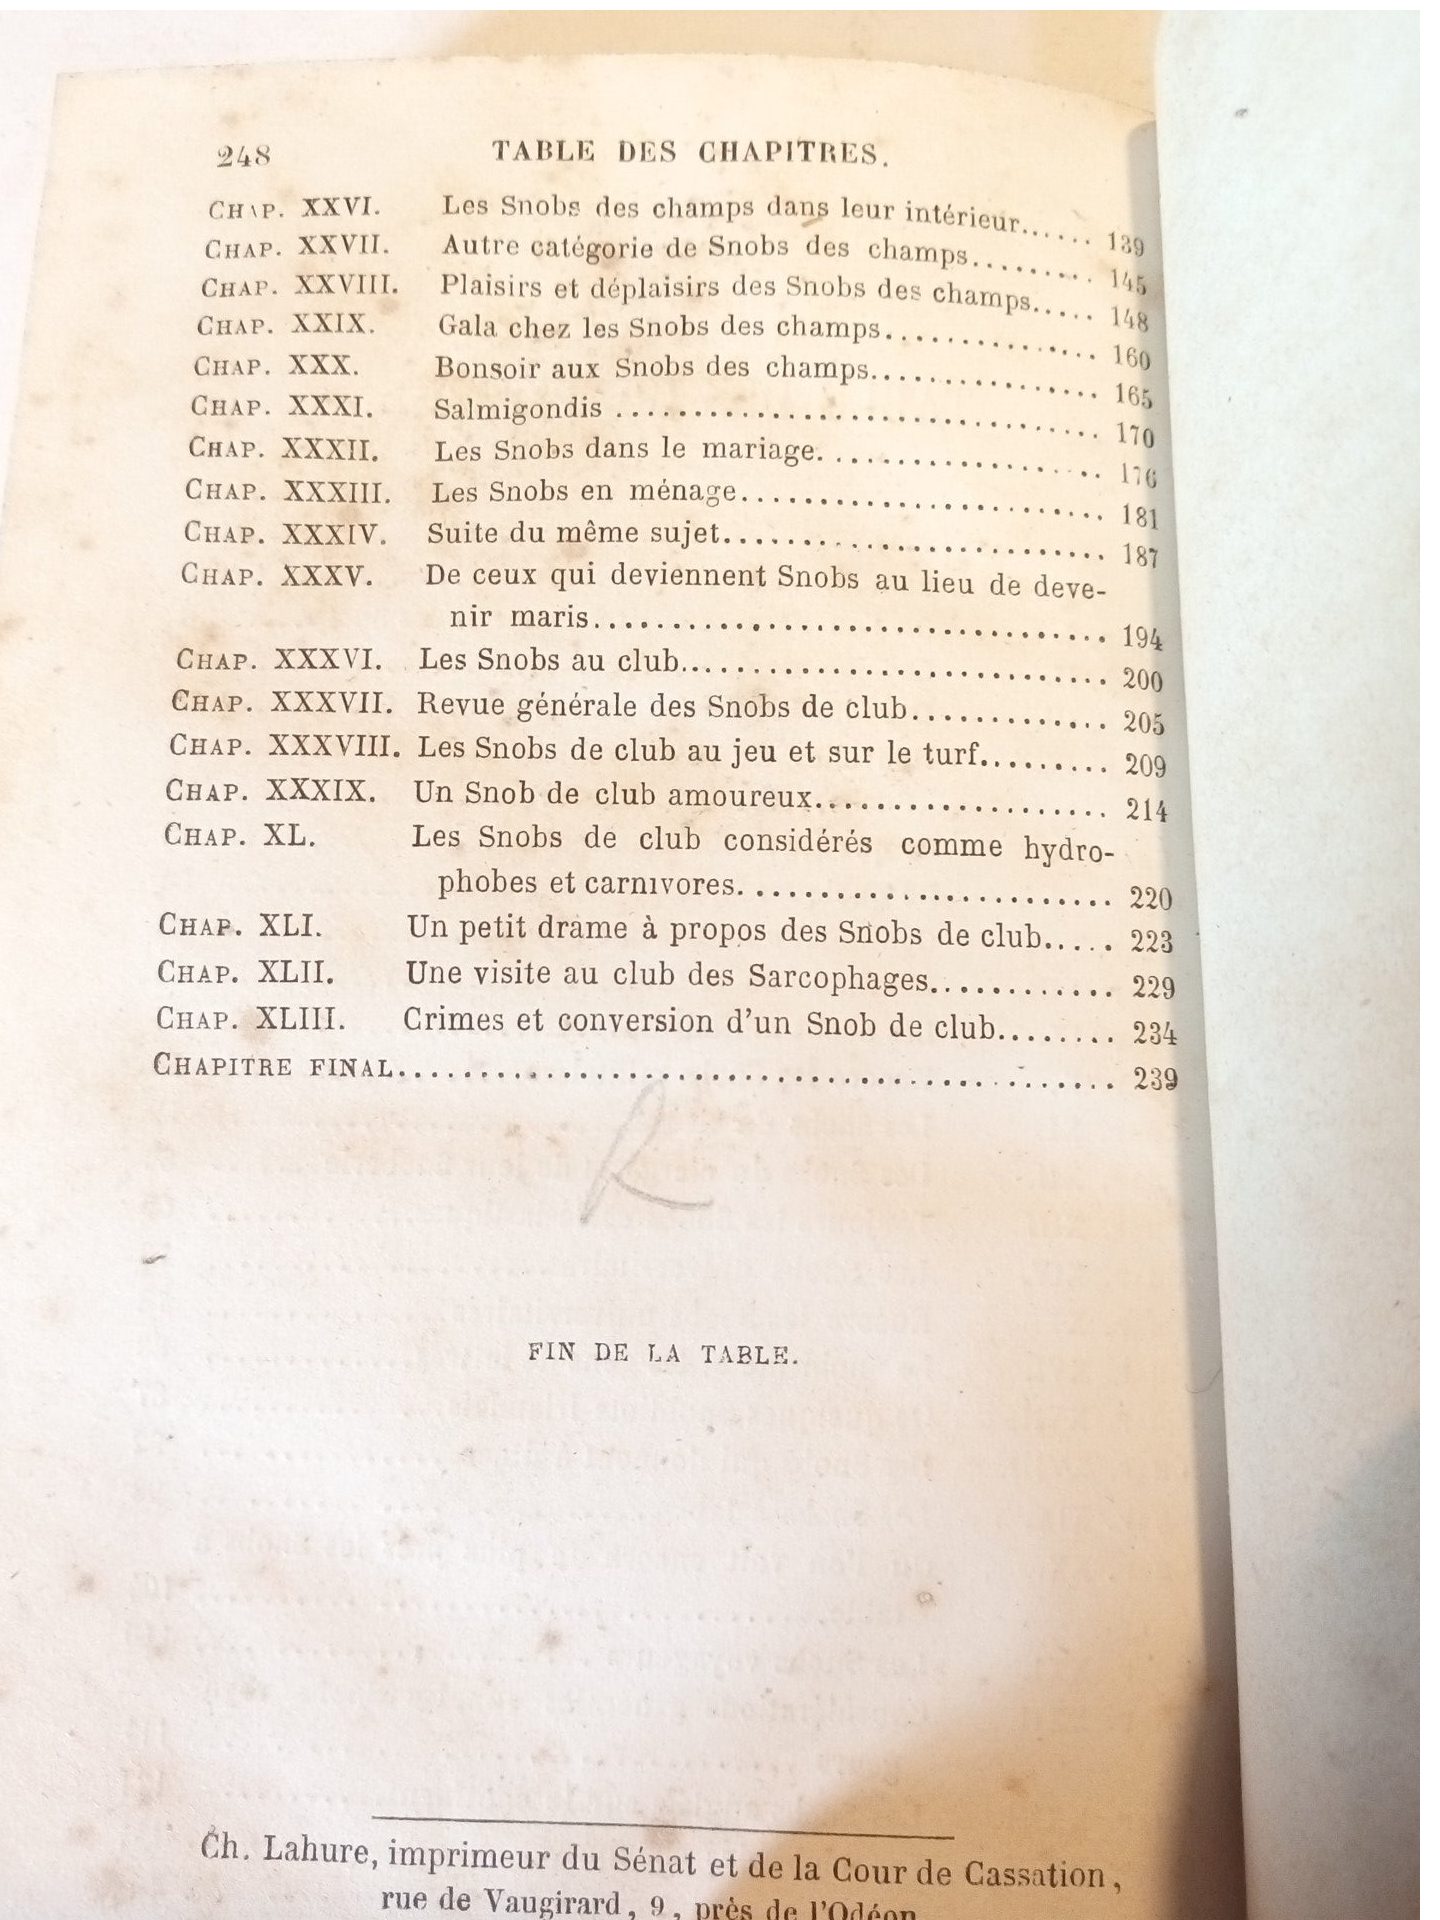 248 TABLE DES CHAPITRES.
CHAP. XXVI. Les Snobs des champs dans leur intérieur...... 139
CHAP. XXVII. Autre catégorie de Snobs des champs......... 145
CHAP. XXVIII. Plaisirs et déplaisirs des Snobs des champs..... 148
CHAP. XXIX. Gala chez les Snobs des champs.............. 160
CHAP. XXX. Bonsoir aux Snobs des champs............... 165
CHAP. XXXI. Salmigondis ............................. 170
CHAP. XXXII. Les Snobs dans le mariage.................. 176
CHAP. XXXIII. Les Snobs en ménage........................ 181
CHAP. XXXIV. Suite du même sujet......................... 187
CHAP. XXXV. De ceux qui deviennent Snobs au lieu de deve-
nir maris................................. 194
CHAP. XXXVI. Les Snobs au club........................... 200
CHAP. XXXVII. Revue générale des Snobs de club............. 205
CHAP. XXXVIII. Les Snobs de club au jeu et sur le turf......... 209
CHAP. XXXIX. Un Snob de club amoureux................... 214
CHAP. XL. Les Snobs de club considérés comme hydro-
phobes et carnivores........................ 220
CHAP. XLI. Un petit drame à propos des Snobs de club..... 223
CHAP. XLII. Une visite au club des Sarcophages............ 229
CHAP. XLIII. Crimes et conversion d'un Snob de club........ 234
CHAPITRE FINAL.......................................... 239
R
FIN DE LA TABLE.
Ch. Lahure, imprimeur du Sénat et de la Cour de Cassation,
rue de Vaugirard, 9, près de l'Odéon